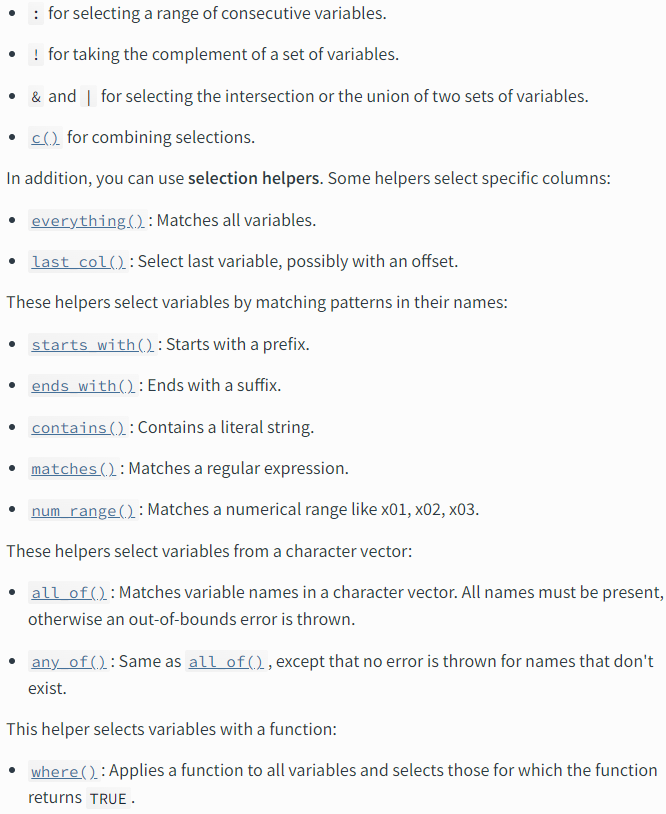 • : for selecting a range of consecutive variables.
• ! for taking the complement of a set of variables.
• & and | for selecting the intersection or the union of two sets of variables.
• c() for combining selections.
In addition, you can use selection helpers. Some helpers select specific columns:
• everything(): Matches all variables.
• last_col(): Select last variable, possibly with an offset.
These helpers select variables by matching patterns in their names:
• starts_with(): Starts with a prefix.
• ends_with(): Ends with a suffix.
• contains(): Contains a literal string.
• matches(): Matches a regular expression.
• num_range(): Matches a numerical range like x01, x02, x03.
These helpers select variables from a character vector:
• all_of(): Matches variable names in a character vector. All names must be present,
otherwise an out-of-bounds error is thrown.
• any_of(): Same as all_of(), except that no error is thrown for names that don't
exist.
This helper selects variables with a function:
• where(): Applies a function to all variables and selects those for which the function
returns TRUE.